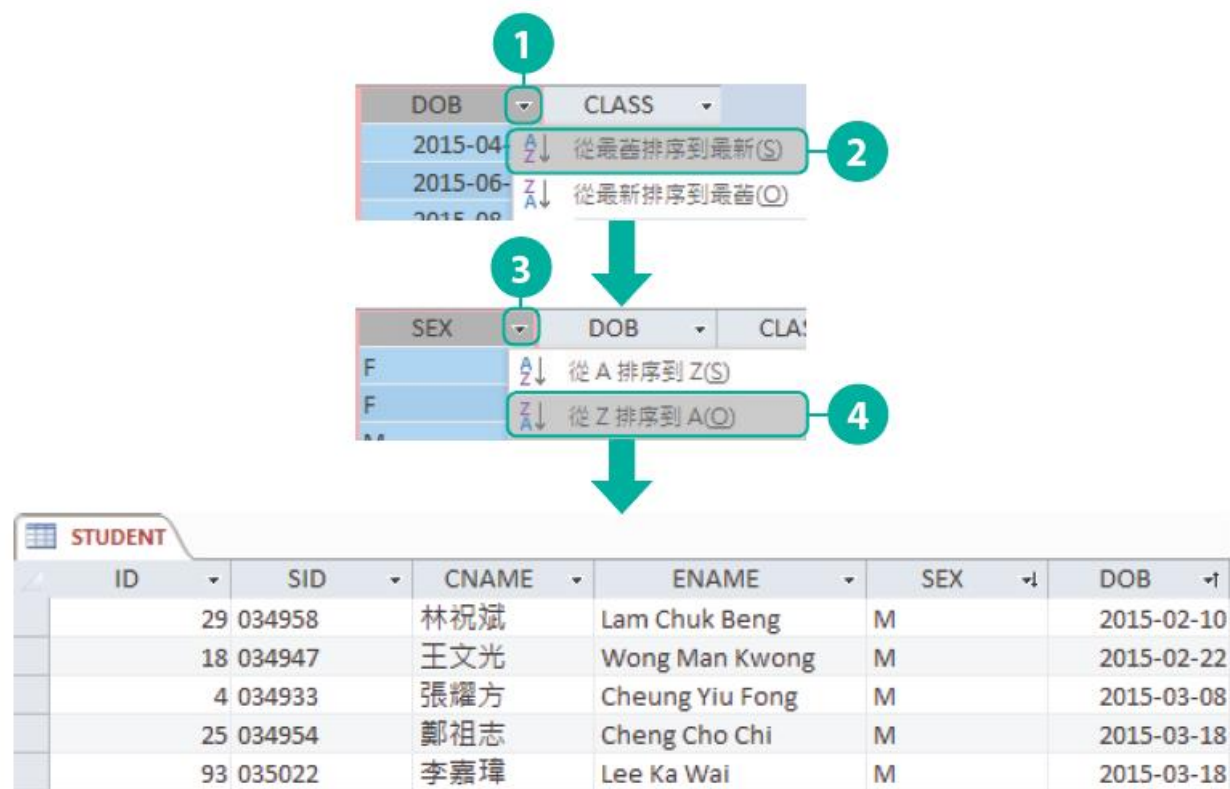 1
DOB CLASS
2015-04-
從最舊排序到最新(S)
2
2015-06-
從最新排序到最舊(O)
2015-08
3
SEX DOB CLAS
F
從 A 排序到 Z(S)
F
從 Z 排序到 A(O)
4
M
STUDENT
ID SID CNAME ENAME SEX DOB
29 034958 林祝斌 Lam Chuk Beng M 2015-02-10
18 034947 王文光 Wong Man Kwong M 2015-02-22
4 034933 張耀方 Cheung Yiu Fong M 2015-03-08
25 034954 鄭祖志 Cheng Cho Chi M 2015-03-18
93 035022 李嘉瑋 Lee Ka Wai M 2015-03-18